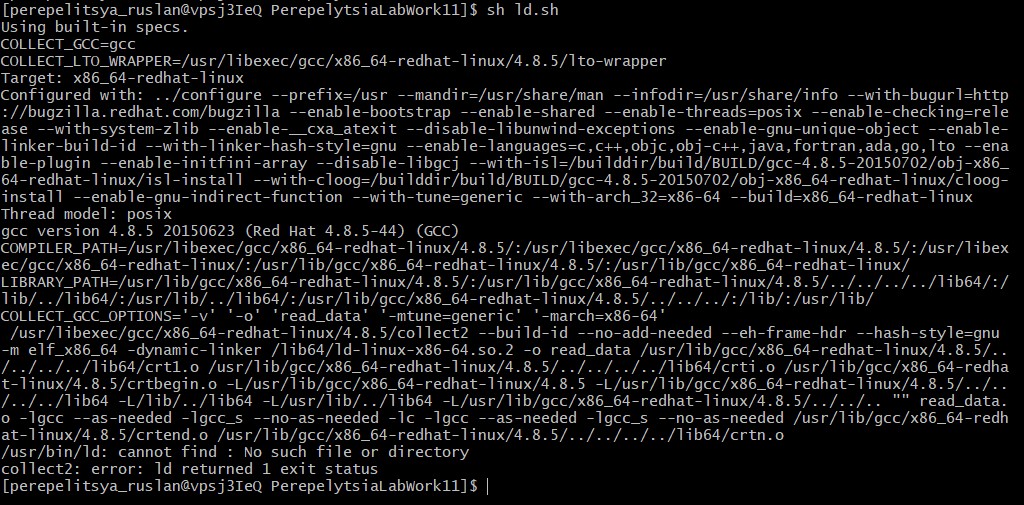 [perepelitsya_ruslan@vpsj3IeQ PerepelytsiaLabWork11]$ sh ld.sh
Using built-in specs.
COLLECT_GCC=gcc
COLLECT_LTO_WRAPPER=/usr/libexec/gcc/x86_64-redhat-linux/4.8.5/lto-wrapper
Target: x86_64-redhat-linux
Configured with: ../configure --prefix=/usr --mandir=/usr/share/man --infodir=/usr/share/info --with-bugurl=http
://bugzilla.redhat.com/bugzilla --enable-bootstrap --enable-shared --enable-threads=posix --enable-checking=rele
ase --with-system-zlib --enable-__cxa_atexit --disable-libunwind-exceptions --enable-gnu-unique-object --enable-
linker-build-id --with-linker-hash-style=gnu --enable-languages=c,c++,objc,obj-c++,java,fortran,ada,go,lto --ena
ble-plugin --enable-initfini-array --disable-libgcj --with-isl=/builddir/build/BUILD/gcc-4.8.5-20150702/obj-x86_
64-redhat-linux/isl-install --with-cloog=/builddir/build/BUILD/gcc-4.8.5-20150702/obj-x86_64-redhat-linux/cloog-
install --enable-gnu-indirect-function --with-tune=generic --with-arch_32=x86-64 --build=x86_64-redhat-linux
Thread model: posix
gcc version 4.8.5 20150623 (Red Hat 4.8.5-44) (GCC)
COMPILER_PATH=/usr/libexec/gcc/x86_64-redhat-linux/4.8.5/:/usr/libexec/gcc/x86_64-redhat-linux/4.8.5/:/usr/libex
ec/gcc/x86_64-redhat-linux/:/usr/lib/gcc/x86_64-redhat-linux/4.8.5/:/usr/lib/gcc/x86_64-redhat-linux/
LIBRARY_PATH=/usr/lib/gcc/x86_64-redhat-linux/4.8.5/:/usr/lib/gcc/x86_64-redhat-linux/4.8.5/../../../../lib64/:/
lib/../lib64/:/usr/lib/../lib64/:/usr/lib/gcc/x86_64-redhat-linux/4.8.5/../../../:/lib/:/usr/lib/
COLLECT_GCC_OPTIONS='-v' '-o' 'read_data' '-mtune=generic' '-march=x86-64'
/usr/libexec/gcc/x86_64-redhat-linux/4.8.5/collect2 --build-id --no-add-needed --eh-frame-hdr --hash-style=gnu
-m elf_x86_64 -dynamic-linker /lib64/ld-linux-x86-64.so.2 -o read_data /usr/lib/gcc/x86_64-redhat-linux/4.8.5/..
/../../../lib64/crt1.o /usr/lib/gcc/x86_64-redhat-linux/4.8.5/../../../../lib64/crti.o /usr/lib/gcc/x86_64-redha
t-linux/4.8.5/crtbegin.o -L/usr/lib/gcc/x86_64-redhat-linux/4.8.5 -L/usr/lib/gcc/x86_64-redhat-linux/4.8.5/../..
/../../lib64 -L/lib/../lib64 -L/usr/lib/../lib64 -L/usr/lib/gcc/x86_64-redhat-linux/4.8.5/../../.. "" read_data.
o -lgcc --as-needed -lgcc_s --no-as-needed -lc -lgcc --as-needed -lgcc_s --no-as-needed /usr/lib/gcc/x86_64-redh
at-linux/4.8.5/crtend.o /usr/lib/gcc/x86_64-redhat-linux/4.8.5/../../../../lib64/crtn.o
/usr/bin/ld: cannot find : No such file or directory
collect2: error: ld returned 1 exit status
[perepelitsya_ruslan@vpsj3IeQ PerepelytsiaLabWork11]$